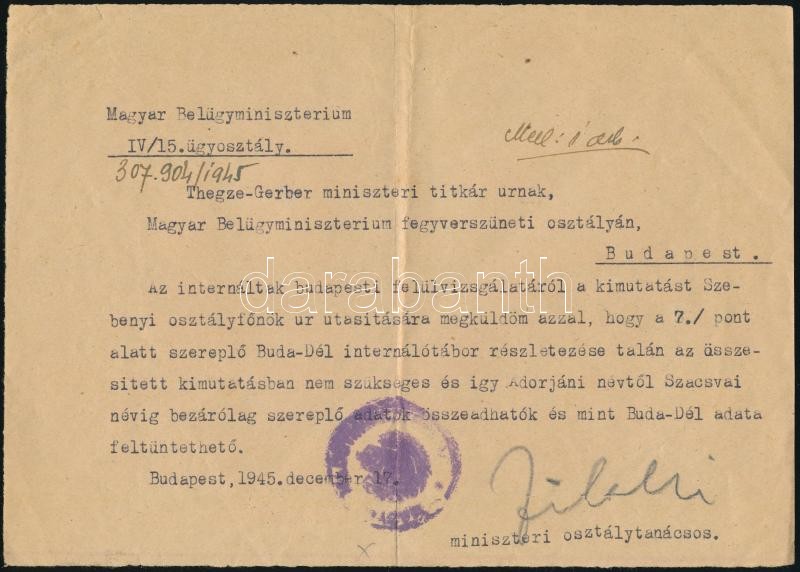 Magyar Belügyminiszterium
IV/15.ügyosztály.
307.904/1945
Thegze-Gerber miniszteri titkár urnak,
Magyar Belügyminiszterium fegyverszüneti osztályán,
Budapest.
Az internáltak budapesti felülvizsgálatáról a kimutatást Sze-
benyi osztályfőnök ur utasitására megküldöm azzal, hogy a 7./ pont
alatt szereplő Buda-Dél internálótábor részletezése talán az össze-
sitett kimutatásban nem szükséges és igy Adorjáni névtől Szacsvai
névig bezárólag szereplő adatok összeadhatók és mint Buda-Dél adata
feltüntethető.
Budapest,1945.december 17.
miniszteri osztálytanácsos.
darabanth